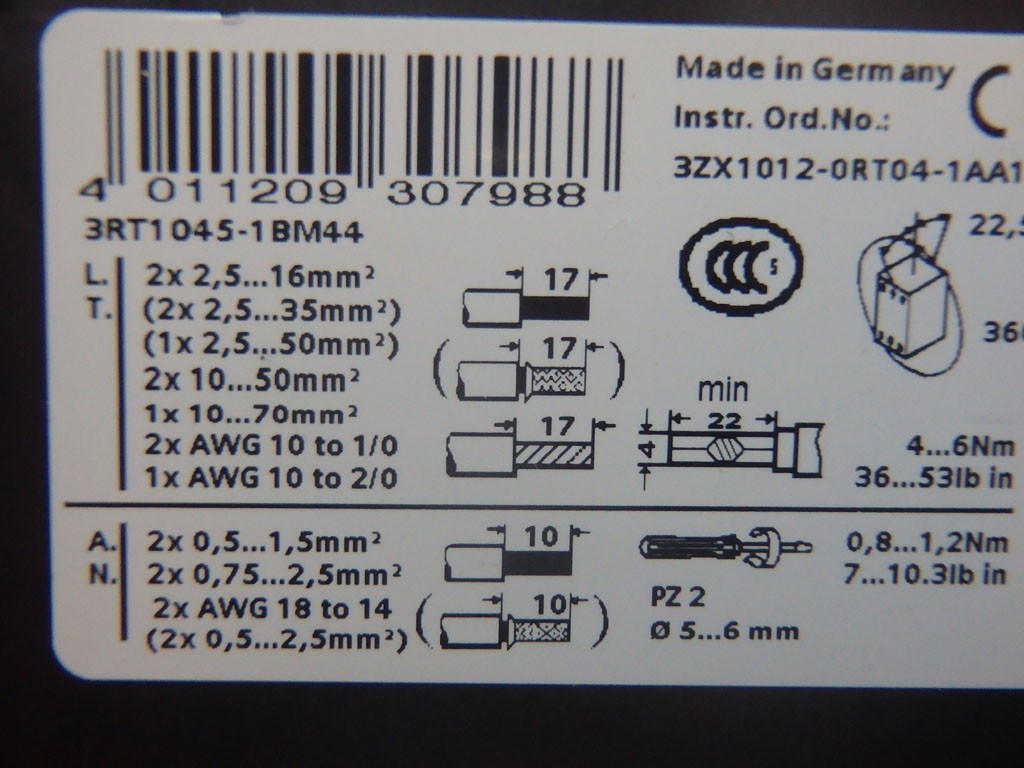 Made in Germany
Instr. Ord.No.:
3ZX1012-0RT04-1AA1
4 011209 307988
3RT1045-1BM44
22,5
L. 2x 2,5...16mm² 17
T. (2x 2,5...35mm²)
(1x 2,5...50mm²) ( 17 )
360
2x 10...50mm²
min
1x 10...70mm² 17 22
2x AWG 10 to 1/0 4 4...6Nm
1x AWG 10 to 2/0 36...53lb in
A. 2x 0,5...1,5mm² 10 0,8...1,2Nm
N. 2x 0,75...2,5mm² 7...10.3lb in
2x AWG 18 to 14 ( 10 ) PZ 2
(2x 0,5...2,5mm²) Ø 5...6 mm